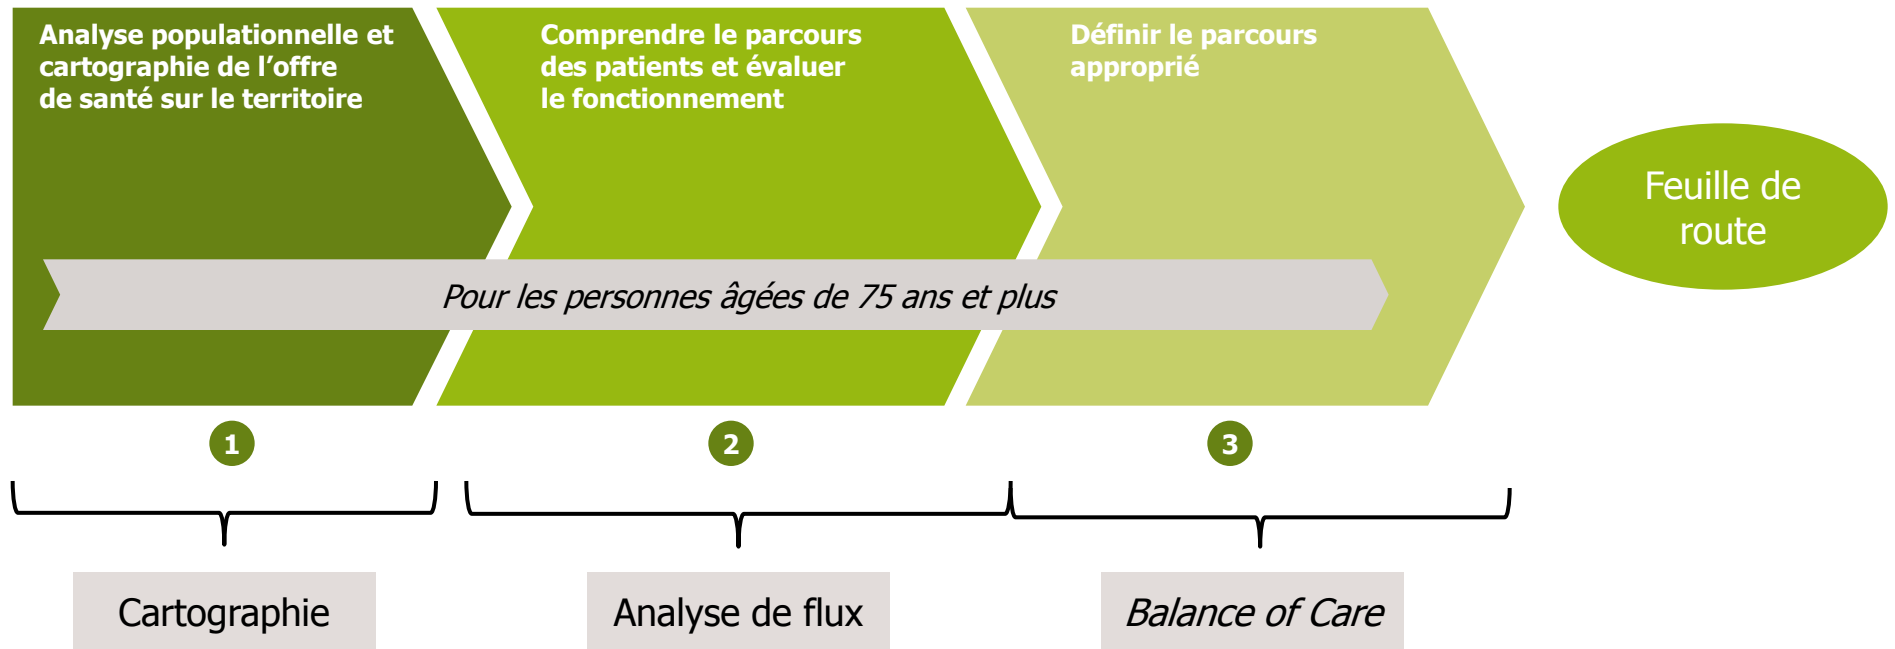 Analyse populationnelle et
cartographie de l’offre
de santé sur le territoire
Comprendre le parcours
des patients et évaluer
le fonctionnement
Définir le parcours
approprié
Feuille de
route
Pour les personnes âgées de 75 ans et plus
1
2
3
Cartographie
Analyse de flux
Balance of Care